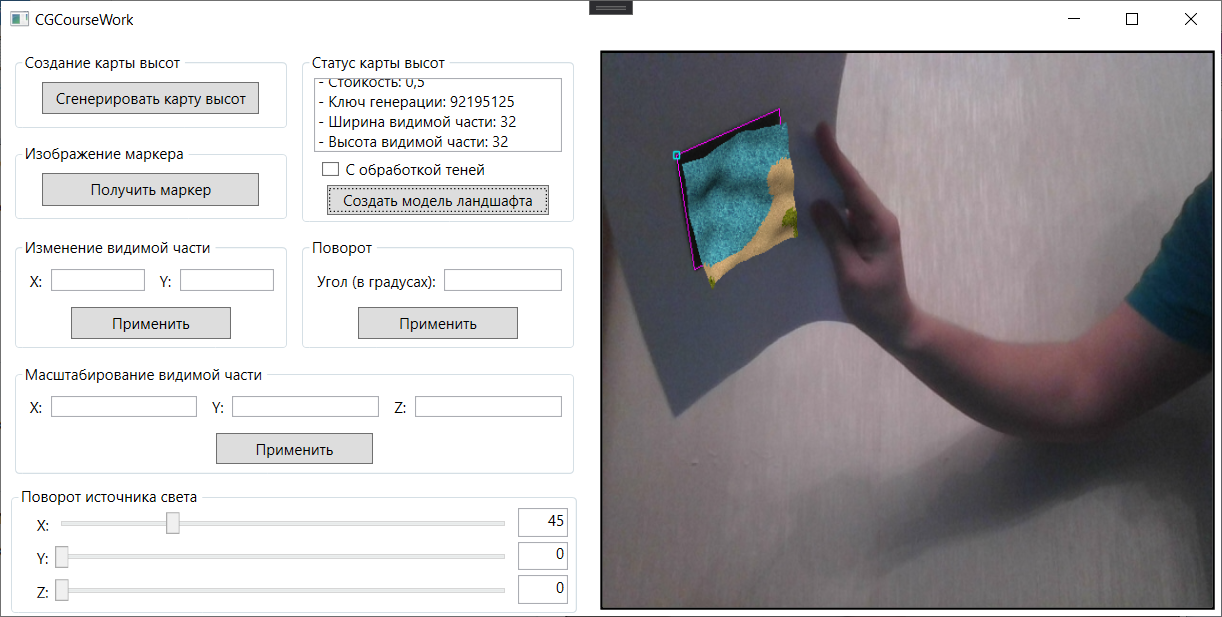 CGCourseWork
Создание карты высот
Сгенерировать карту высот
Статус карты высот
- Стойкость: 0,5
- Ключ генерации: 92195125
- Ширина видимой части: 32
- Высота видимой части: 32
С обработкой теней
Создать модель ландшафта
Изображение маркера
Получить маркер
Изменение видимой части
X:
Y:
Применить
Поворот
Угол (в градусах):
Применить
Масштабирование видимой части
X:
Y:
Z:
Применить
Поворот источника света
X:
45
Y:
0
Z:
0